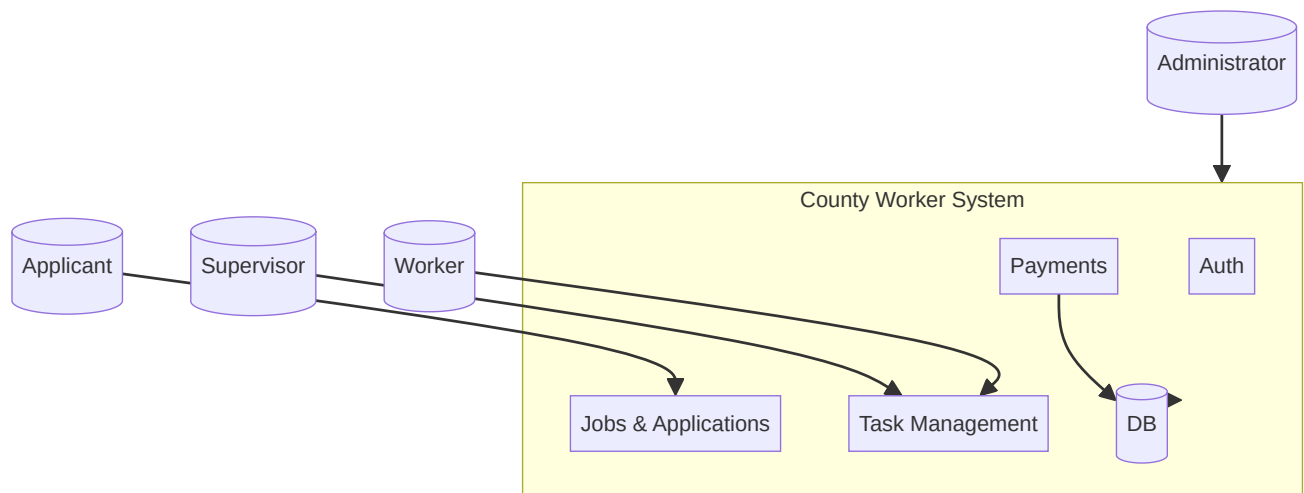 Administrator
County Worker System
Applicant
Supervisor
Worker
Payments
Auth
Jobs & Applications
Task Management
DB